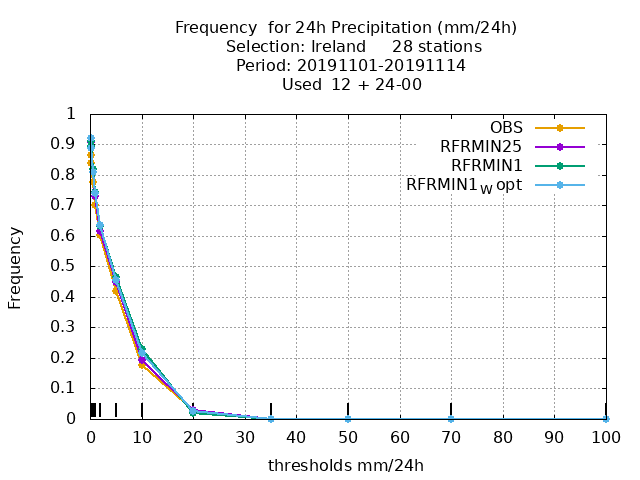 Frequency  for 24h Precipitation (mm/24h)
Selection: Ireland     28 stations
Period: 20191101-20191114
Used  12 + 24-00
OBS
RFRMIN25
RFRMIN1
RFRMIN1W opt
1
0.9
0.8
0.7
0.6
0.5
0.4
0.3
0.2
0.1
0
Frequency
0 10 20 30 40 50 60 70 80 90 100
thresholds mm/24h